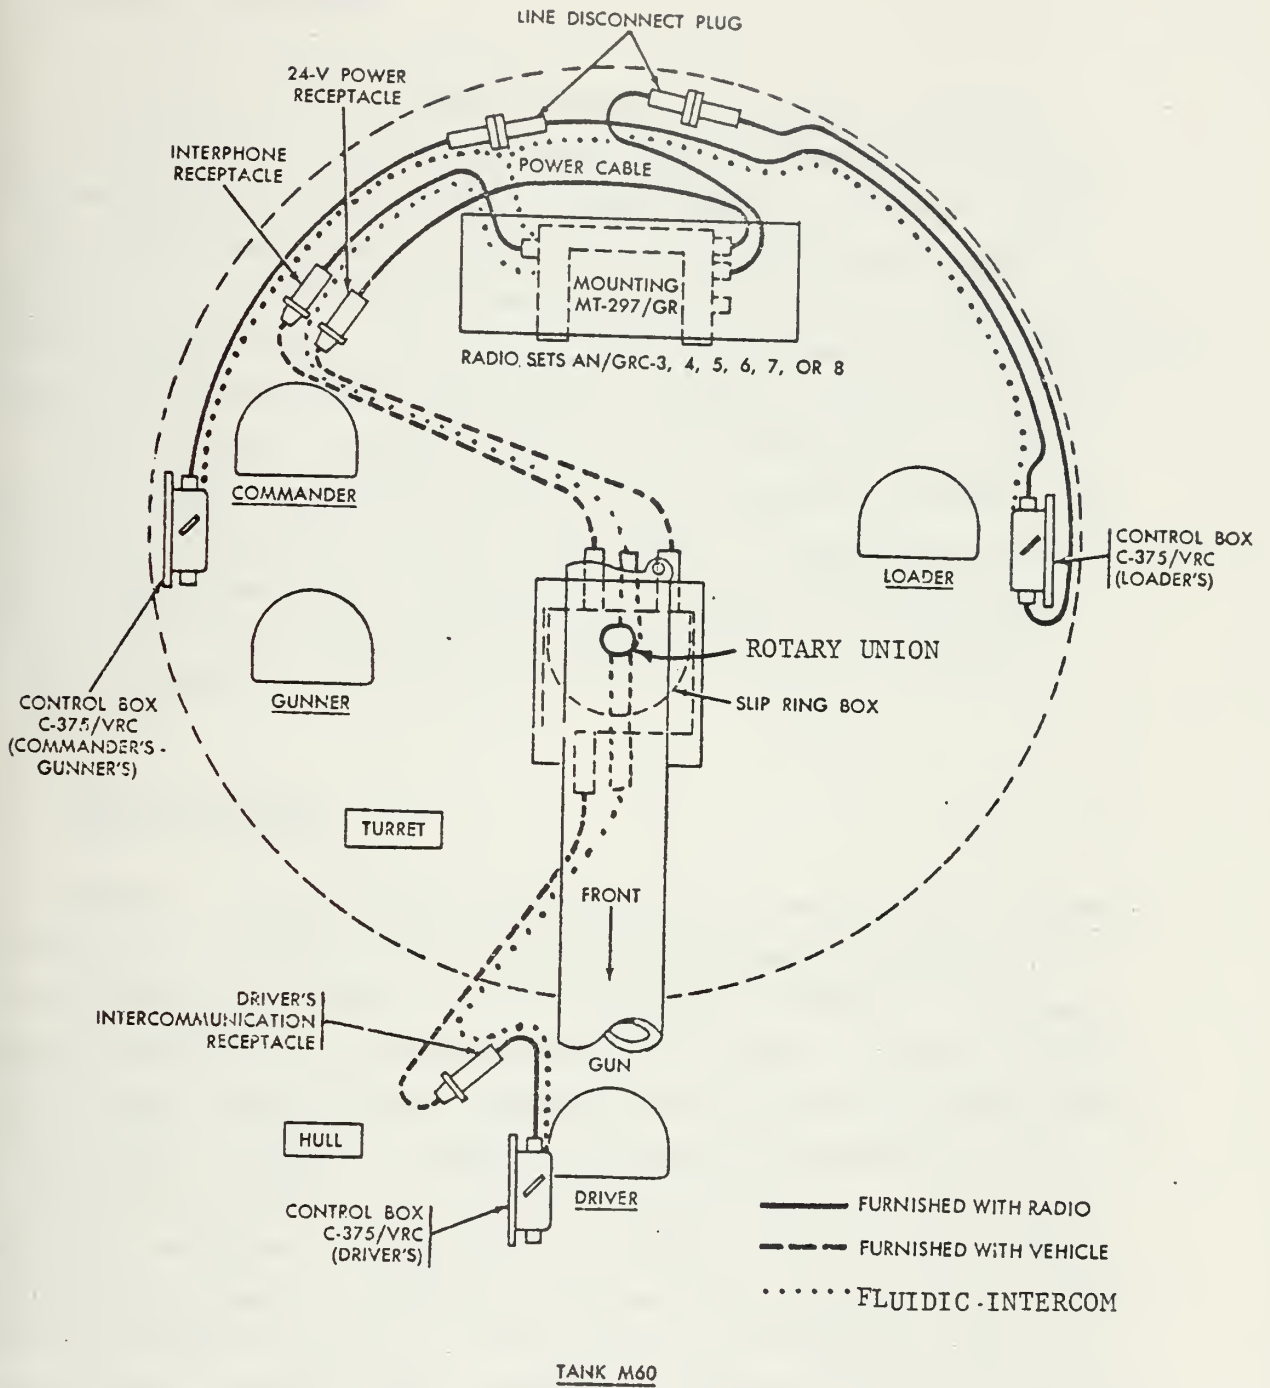 LINE DISCONNECT PLUG
24-V POWER
RECEPTACLE
INTERPHONE
RECEPTACLE
POWER CABLE
MOUNTING
MT-297/GR
RADIO SETS AN/GRC-3, 4, 5, 6, 7, OR 8
COMMANDER
LOADER
CONTROL BOX
C-375/VRC
(LOADER'S)
GUNNER
ROTARY UNION
SLIP RING BOX
CONTROL BOX
C-375/VRC
(COMMANDER'S-
GUNNER'S)
TURRET
FRONT
DRIVER'S
INTERCOMMUNICATION
RECEPTACLE
GUN
HULL
DRIVER
CONTROL BOX
C-375/VRC
(DRIVER'S)
FURNISHED WITH RADIO
FURNISHED WITH VEHICLE
FLUIDIC-INTERCOM
TANK M60